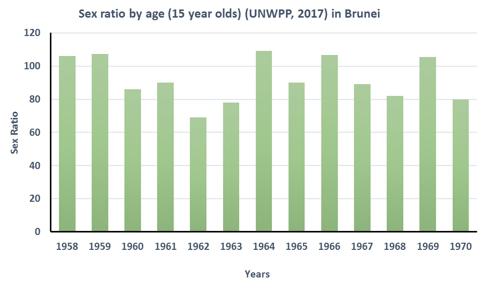 Sex ratio by age (15 year olds) (UNWPP, 2017) in Brunei
120
100
80
60
40
20
0
Sex Ratio
1958 1959 1960 1961 1962 1963 1964 1965 1966 1967 1968 1969 1970
Years